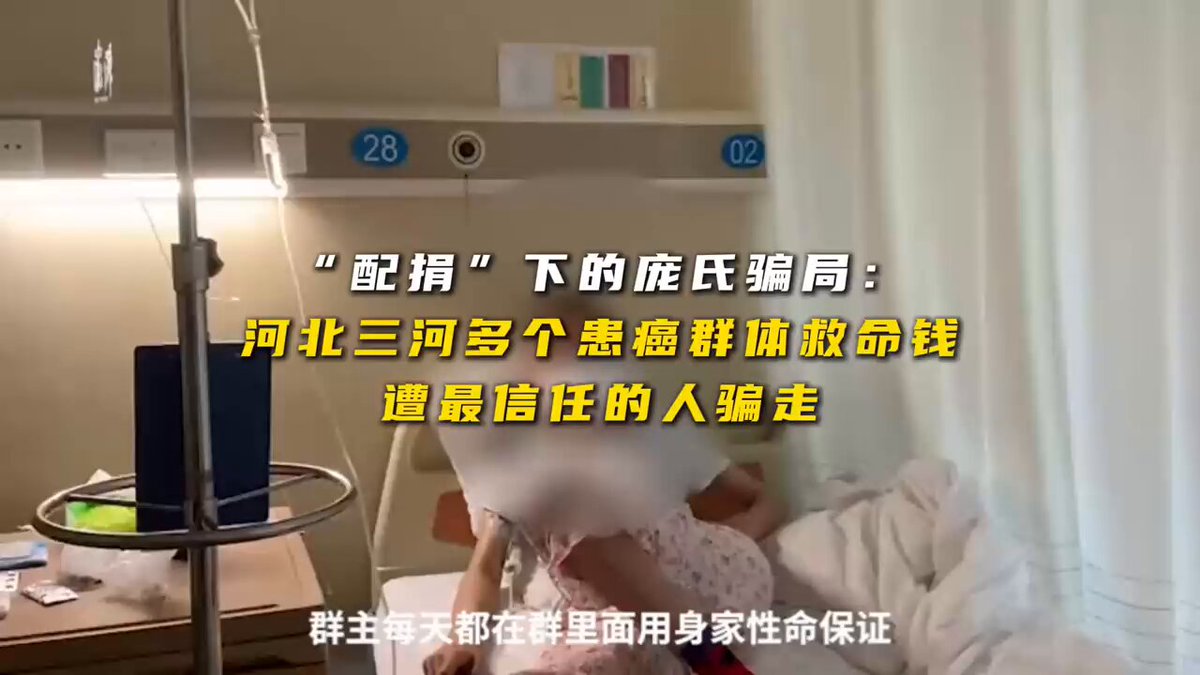 28
02
“配捐”下的庞氏骗局：
河北三河多个患癌群体救命钱
遭最信任的人骗走
群主每天都在群里面用身家性命保证